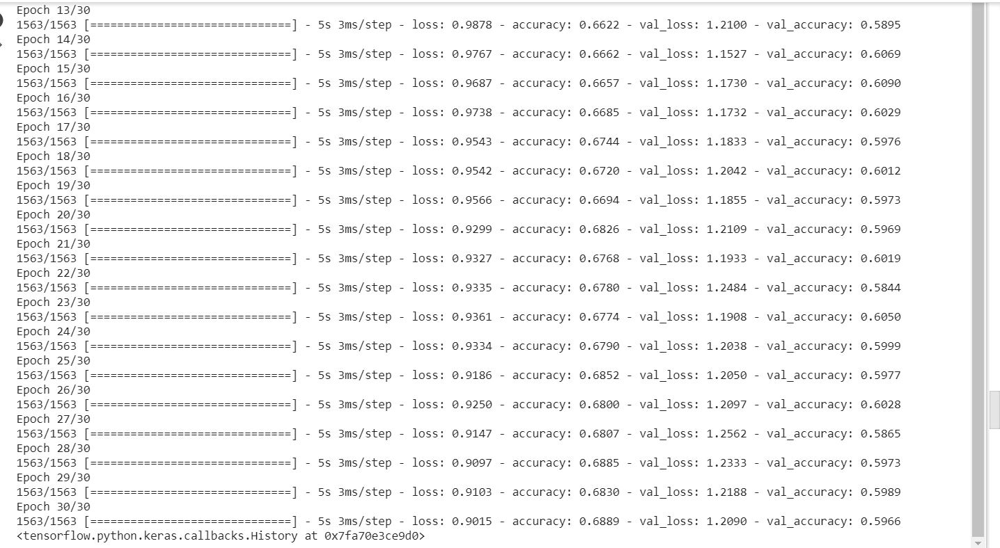 Epoch 13/30
1563/1563 [==============================] - 5s 3ms/step - loss: 0.9878 - accuracy: 0.6622 - val_loss: 1.2100 - val_accuracy: 0.5895
Epoch 14/30
1563/1563 [==============================] - 5s 3ms/step - loss: 0.9767 - accuracy: 0.6662 - val_loss: 1.1527 - val_accuracy: 0.6069
Epoch 15/30
1563/1563 [==============================] - 5s 3ms/step - loss: 0.9687 - accuracy: 0.6657 - val_loss: 1.1730 - val_accuracy: 0.6090
Epoch 16/30
1563/1563 [==============================] - 5s 3ms/step - loss: 0.9738 - accuracy: 0.6685 - val_loss: 1.1732 - val_accuracy: 0.6029
Epoch 17/30
1563/1563 [==============================] - 5s 3ms/step - loss: 0.9543 - accuracy: 0.6744 - val_loss: 1.1833 - val_accuracy: 0.5976
Epoch 18/30
1563/1563 [==============================] - 5s 3ms/step - loss: 0.9542 - accuracy: 0.6720 - val_loss: 1.2042 - val_accuracy: 0.6012
Epoch 19/30
1563/1563 [==============================] - 5s 3ms/step - loss: 0.9566 - accuracy: 0.6694 - val_loss: 1.1855 - val_accuracy: 0.5973
Epoch 20/30
1563/1563 [==============================] - 5s 3ms/step - loss: 0.9299 - accuracy: 0.6826 - val_loss: 1.2109 - val_accuracy: 0.5969
Epoch 21/30
1563/1563 [==============================] - 5s 3ms/step - loss: 0.9327 - accuracy: 0.6768 - val_loss: 1.1933 - val_accuracy: 0.6019
Epoch 22/30
1563/1563 [==============================] - 5s 3ms/step - loss: 0.9335 - accuracy: 0.6780 - val_loss: 1.2484 - val_accuracy: 0.5844
Epoch 23/30
1563/1563 [==============================] - 5s 3ms/step - loss: 0.9361 - accuracy: 0.6774 - val_loss: 1.1908 - val_accuracy: 0.6050
Epoch 24/30
1563/1563 [==============================] - 5s 3ms/step - loss: 0.9334 - accuracy: 0.6790 - val_loss: 1.2038 - val_accuracy: 0.5999
Epoch 25/30
1563/1563 [==============================] - 5s 3ms/step - loss: 0.9186 - accuracy: 0.6852 - val_loss: 1.2050 - val_accuracy: 0.5977
Epoch 26/30
1563/1563 [==============================] - 5s 3ms/step - loss: 0.9250 - accuracy: 0.6800 - val_loss: 1.2097 - val_accuracy: 0.6028
Epoch 27/30
1563/1563 [==============================] - 5s 3ms/step - loss: 0.9147 - accuracy: 0.6807 - val_loss: 1.2562 - val_accuracy: 0.5865
Epoch 28/30
1563/1563 [==============================] - 5s 3ms/step - loss: 0.9097 - accuracy: 0.6885 - val_loss: 1.2333 - val_accuracy: 0.5973
Epoch 29/30
1563/1563 [==============================] - 5s 3ms/step - loss: 0.9103 - accuracy: 0.6830 - val_loss: 1.2188 - val_accuracy: 0.5989
Epoch 30/30
1563/1563 [==============================] - 5s 3ms/step - loss: 0.9015 - accuracy: 0.6889 - val_loss: 1.2090 - val_accuracy: 0.5966
<tensorflow.python.keras.callbacks.History at 0x7fa70e3ce9d0>